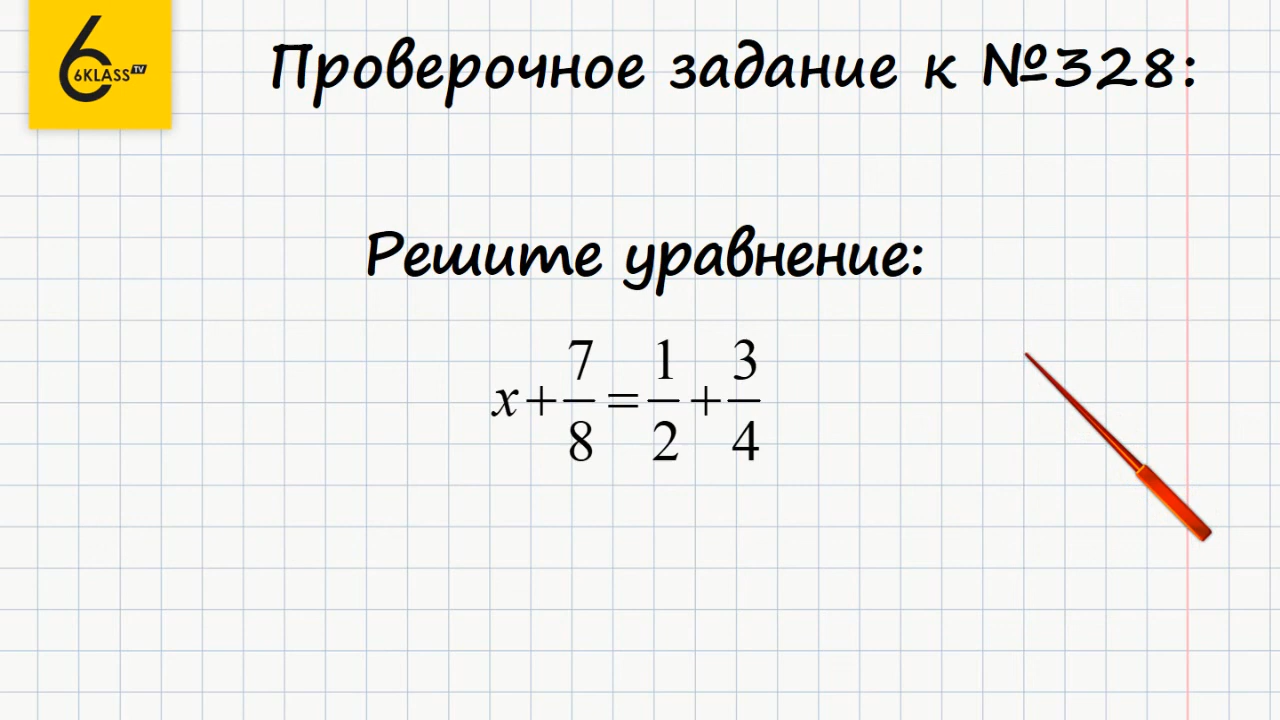 6KLASS TV
Проверочное задание к №328:
Решите уравнение:
x + 7/8 = 1/2 + 3/4